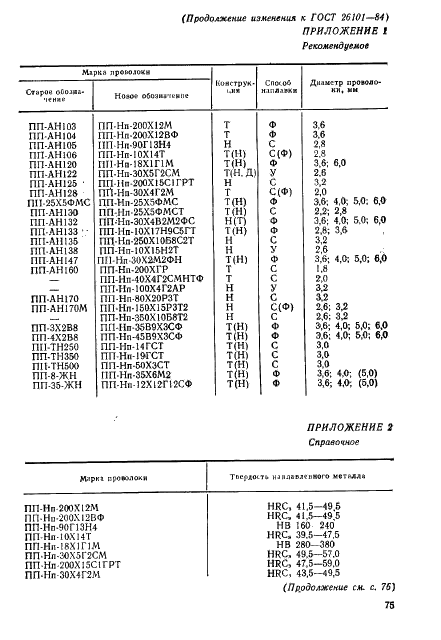 (Продолжение изменения к ГОСТ 26101—84)
ПРИЛОЖЕНИЕ 1
Рекомендуемое
Марка проволоки
Конструкция
Способ наплавки
Диаметр проволоки, мм
Старое обозначение
Новое обозначение
ПП-АН103 ПП-Нп-200Х12М Т Ф 3,6
ПП-АН104 ПП-Нп-200Х12ВФ Т Ф 3,6
ПП-АН105 ПП-Нп-90Г13Н4 Н С 2,8
ПП-АН106 ПП-Нп-10Х14Т Т(Н) С(Ф) 2,8
ПП-АН120 ПП-Нп-18Х1Г1М Т(Н) Ф 3,6; 6,0
ПП-АН122 ПП-Нп-30Х5Г2СМ Т(Н, Д) У 2,6
ПП-АН125 ПП-Нп-200Х15С1ГРТ Н С 3,2
ПП-АН128 ПП-Нп-30Х4Г2М Т С(Ф) 2,0
ПП-25Х5ФМС ПП-Нп-25Х5ФМС Т(Н) Ф 3,6; 4,0; 5,0; 6,0
ПП-АН130 ПП-Нп-25Х5ФМСТ Т(Н) С 2,2; 2,8
ПП-АН132 ПП-Нп-30Х4В2М2ФС Н(Т) Ф 3,6; 4,0; 5,0; 6,0
ПП-АН133 ПП-Нп-10Х17Н9С5ГТ Т(Н) Ф 2,8; 3,6
ПП-АН135 ПП-Нп-250Х10Б8С2Т Н С 3,2
ПП-АН138 ПП-Нп-10Х15Н2Т Н У 2,6
ПП-АН147 ПП-Нп-30Х2М2ФН Т(Н) Ф 3,6; 4,0; 5,0; 6,0
ПП-АН160 ПП-Нп-200ХГР Т С 1,8
— ПП-Нп-40Х4Г2СМНТФ Т С 2,0
— ПП-Нп-100Х4Г2АР Н У 3,2
ПП-АН170 ПП-Нп-80Х20Р3Т Н С 3,2
ПП-АН170М ПП-Нп-150Х15Р3Т2 Н С(Ф) 2,6; 3,2
— ПП-Нп-350Х10Б8Т2 Н С 2,6; 3,2
ПП-3Х2В8 ПП-Нп-35В9Х3СФ Т(Н) Ф 3,6; 4,0; 5,0; 6,0
ПП-4Х2В8 ПП-Нп-45В9Х3СФ Т(Н) Ф 3,6; 4,0; 5,0; 6,0
ПП-ТН250 ПП-Нп-14ГСТ Т(Н) С 3,0
ПП-ТН350 ПП-Нп-19ГСТ Т(Н) С 3,0
ПП-ТН500 ПП-Нп-50Х3СТ Т(Н) С 3,0
ПП-8-ЖН ПП-Нп-35Х6М2 Т(Н) Ф 3,6; 4,0; (5,0)
ПП-35-ЖН ПП-Нп-12Х12Г12СФ Т(Н) Ф 3,6; 4,0; (5,0)
ПРИЛОЖЕНИЕ 2
Справочное
Марка проволоки Твердость наплавленного металла
ПП-Нп-200Х12М HRCэ 41,5—49,5
ПП-Нп-200Х12ВФ HRCэ 41,5—49,5
ПП-Нп-90Г13Н4 HB 160—240
ПП-Нп-10Х14Т HRCэ 39,5—47,5
ПП-Нп-18Х1Г1М HB 280—380
ПП-Нп-30Х5Г2СМ HRCэ 49,5—57,0
ПП-Нп-200Х15С1ГРТ HRCэ 47,5—59,0
ПП-Нп-30Х4Г2М HRCэ 43,5—49,5
(Продолжение см. с. 76)
75